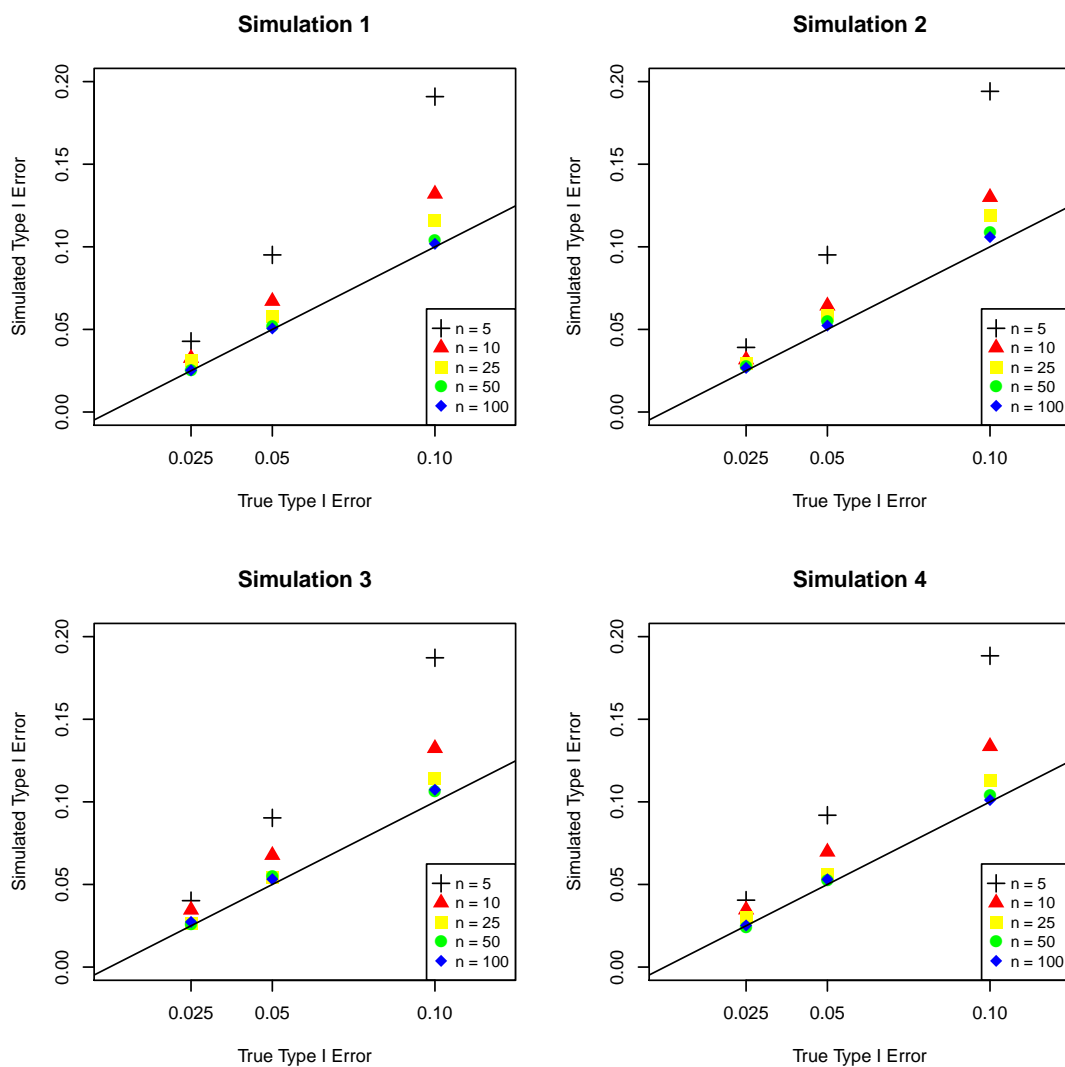 Simulation 1
Simulated Type I Error
0.20
0.15
0.10
0.05
0.00
n = 5
n = 10
n = 25
n = 50
n = 100
0.025 0.05 0.10
True Type I Error
Simulation 2
Simulated Type I Error
0.20
0.15
0.10
0.05
0.00
n = 5
n = 10
n = 25
n = 50
n = 100
0.025 0.05 0.10
True Type I Error
Simulation 3
Simulated Type I Error
0.20
0.15
0.10
0.05
0.00
n = 5
n = 10
n = 25
n = 50
n = 100
0.025 0.05 0.10
True Type I Error
Simulation 4
Simulated Type I Error
0.20
0.15
0.10
0.05
0.00
n = 5
n = 10
n = 25
n = 50
n = 100
0.025 0.05 0.10
True Type I Error